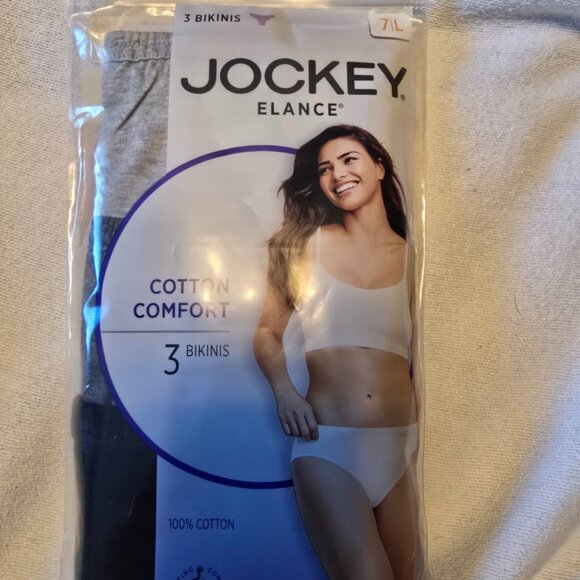 3 BIKINIS
7|L
JOCKEY®
ELANCE®
COTTON
COMFORT
3 BIKINIS
100% COTTON